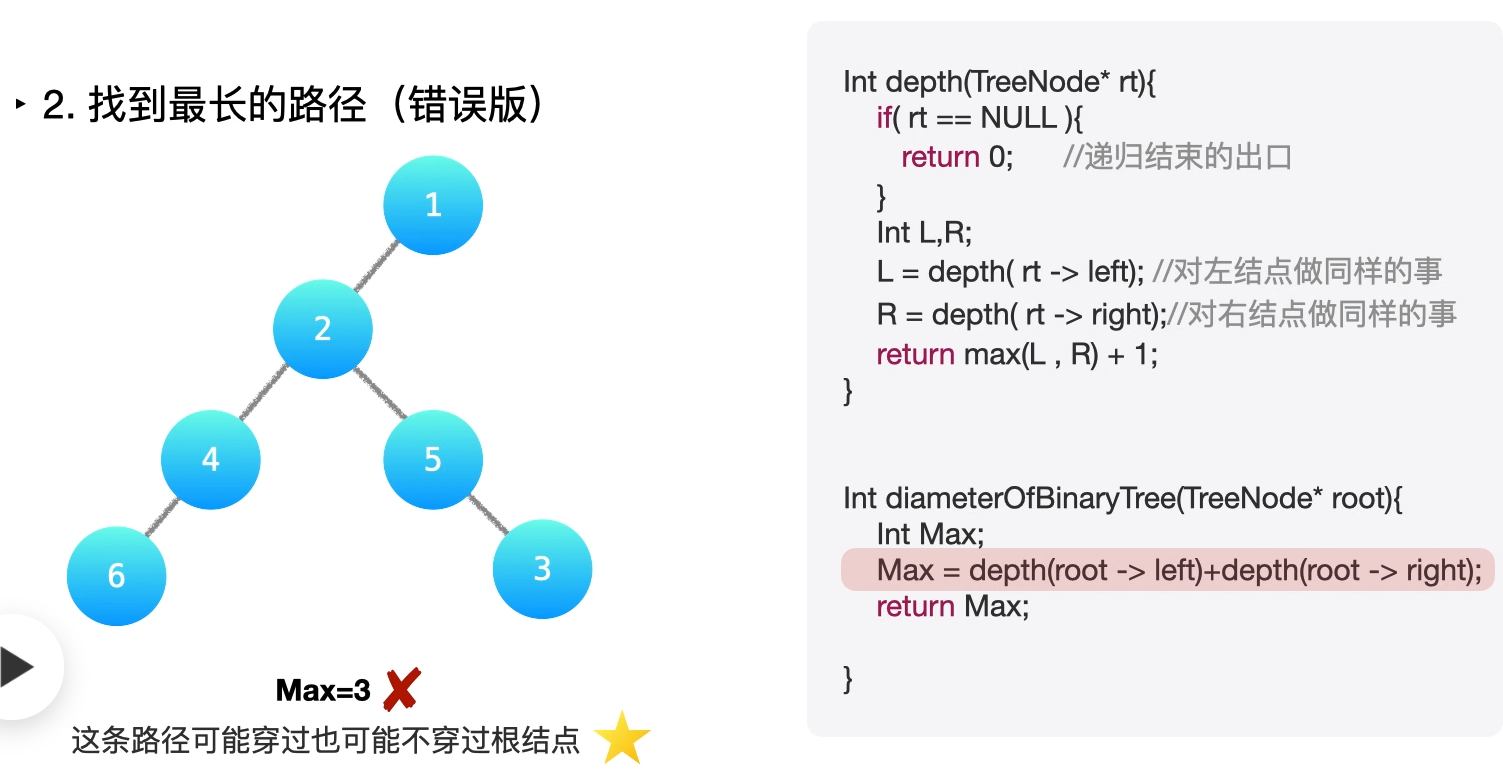 ‣ 2. 找到最长的路径（错误版）
1
2
4
5
6
3
Max=3 ✘
这条路径可能穿过也可能不穿过根结点
Int depth(TreeNode* rt){
if( rt == NULL ){
return 0; //递归结束的出口
}
Int L,R;
L = depth( rt -> left); //对左结点做同样的事
R = depth( rt -> right);//对右结点做同样的事
return max(L , R) + 1;
}
Int diameterOfBinaryTree(TreeNode* root){
Int Max;
Max = depth(root -> left)+depth(root -> right);
return Max;
}